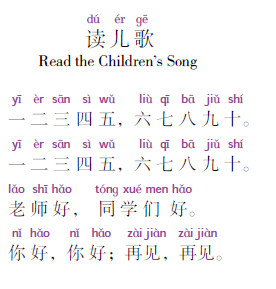 dú ér gē
读儿歌
Read the Children's Song
yī èr sān sì wǔ liù qī bā jiǔ shí
一二三四五，六七八九十。
yī èr sān sì wǔ liù qī bā jiǔ shí
一二三四五，六七八九十。
lǎo shī hǎo tóng xué men hǎo
老师好，同学们 好。
nǐ hǎo nǐ hǎo zài jiàn zài jiàn
你好，你好；再见，再见。